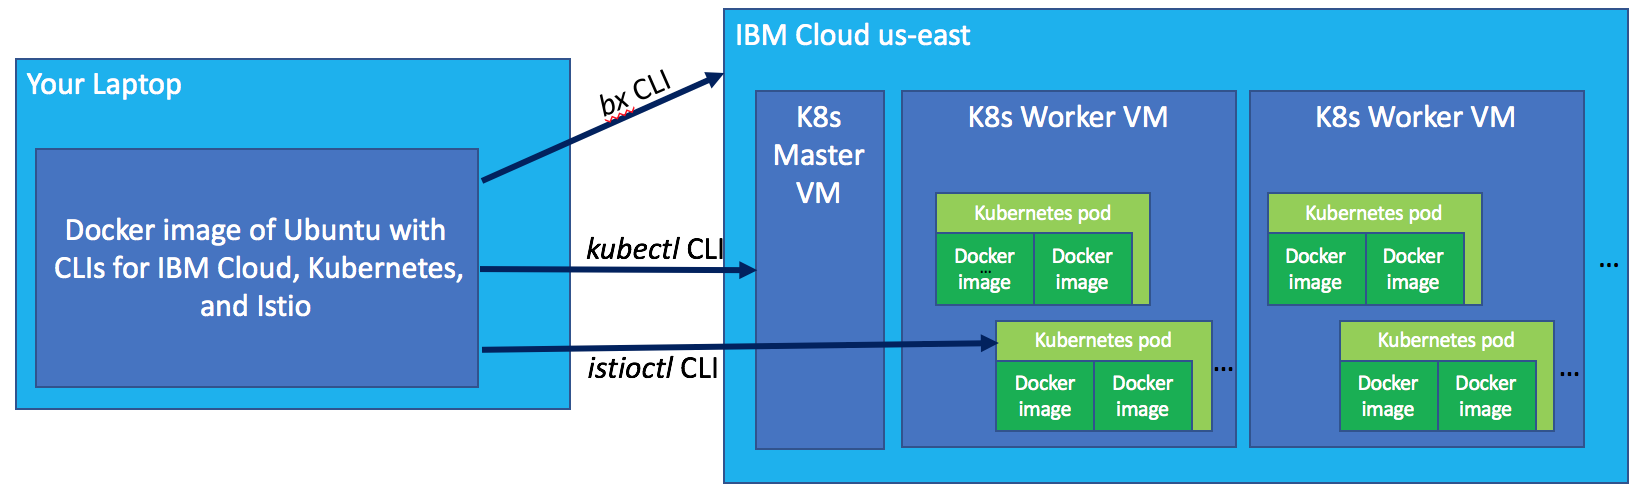 Your Laptop
Docker image of Ubuntu with
CLIs for IBM Cloud, Kubernetes,
and Istio
bx CLI
kubectl CLI
istioctl CLI
IBM Cloud us-east
K8s
Master
VM
K8s Worker VM
Kubernetes pod
Docker
image
Docker
image
...
Kubernetes pod
Docker
image
Docker
image
...
K8s Worker VM
Kubernetes pod
Docker
image
Docker
image
Kubernetes pod
Docker
image
Docker
image
...
...